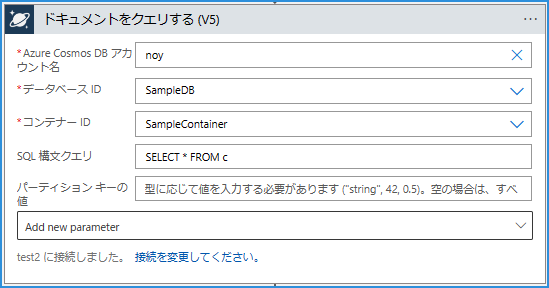 ドキュメントをクエリする (V5)
*Azure Cosmos DB アカ
ウント名
noy
*データベース ID
SampleDB
*コンテナー ID
SampleContainer
SQL 構文クエリ
SELECT * FROM c
パーティション キーの
値
型に応じて値を入力する必要があります ("string", 42, 0.5)。空の場合は、すべ
Add new parameter
test2 に接続しました。 接続を変更してください。